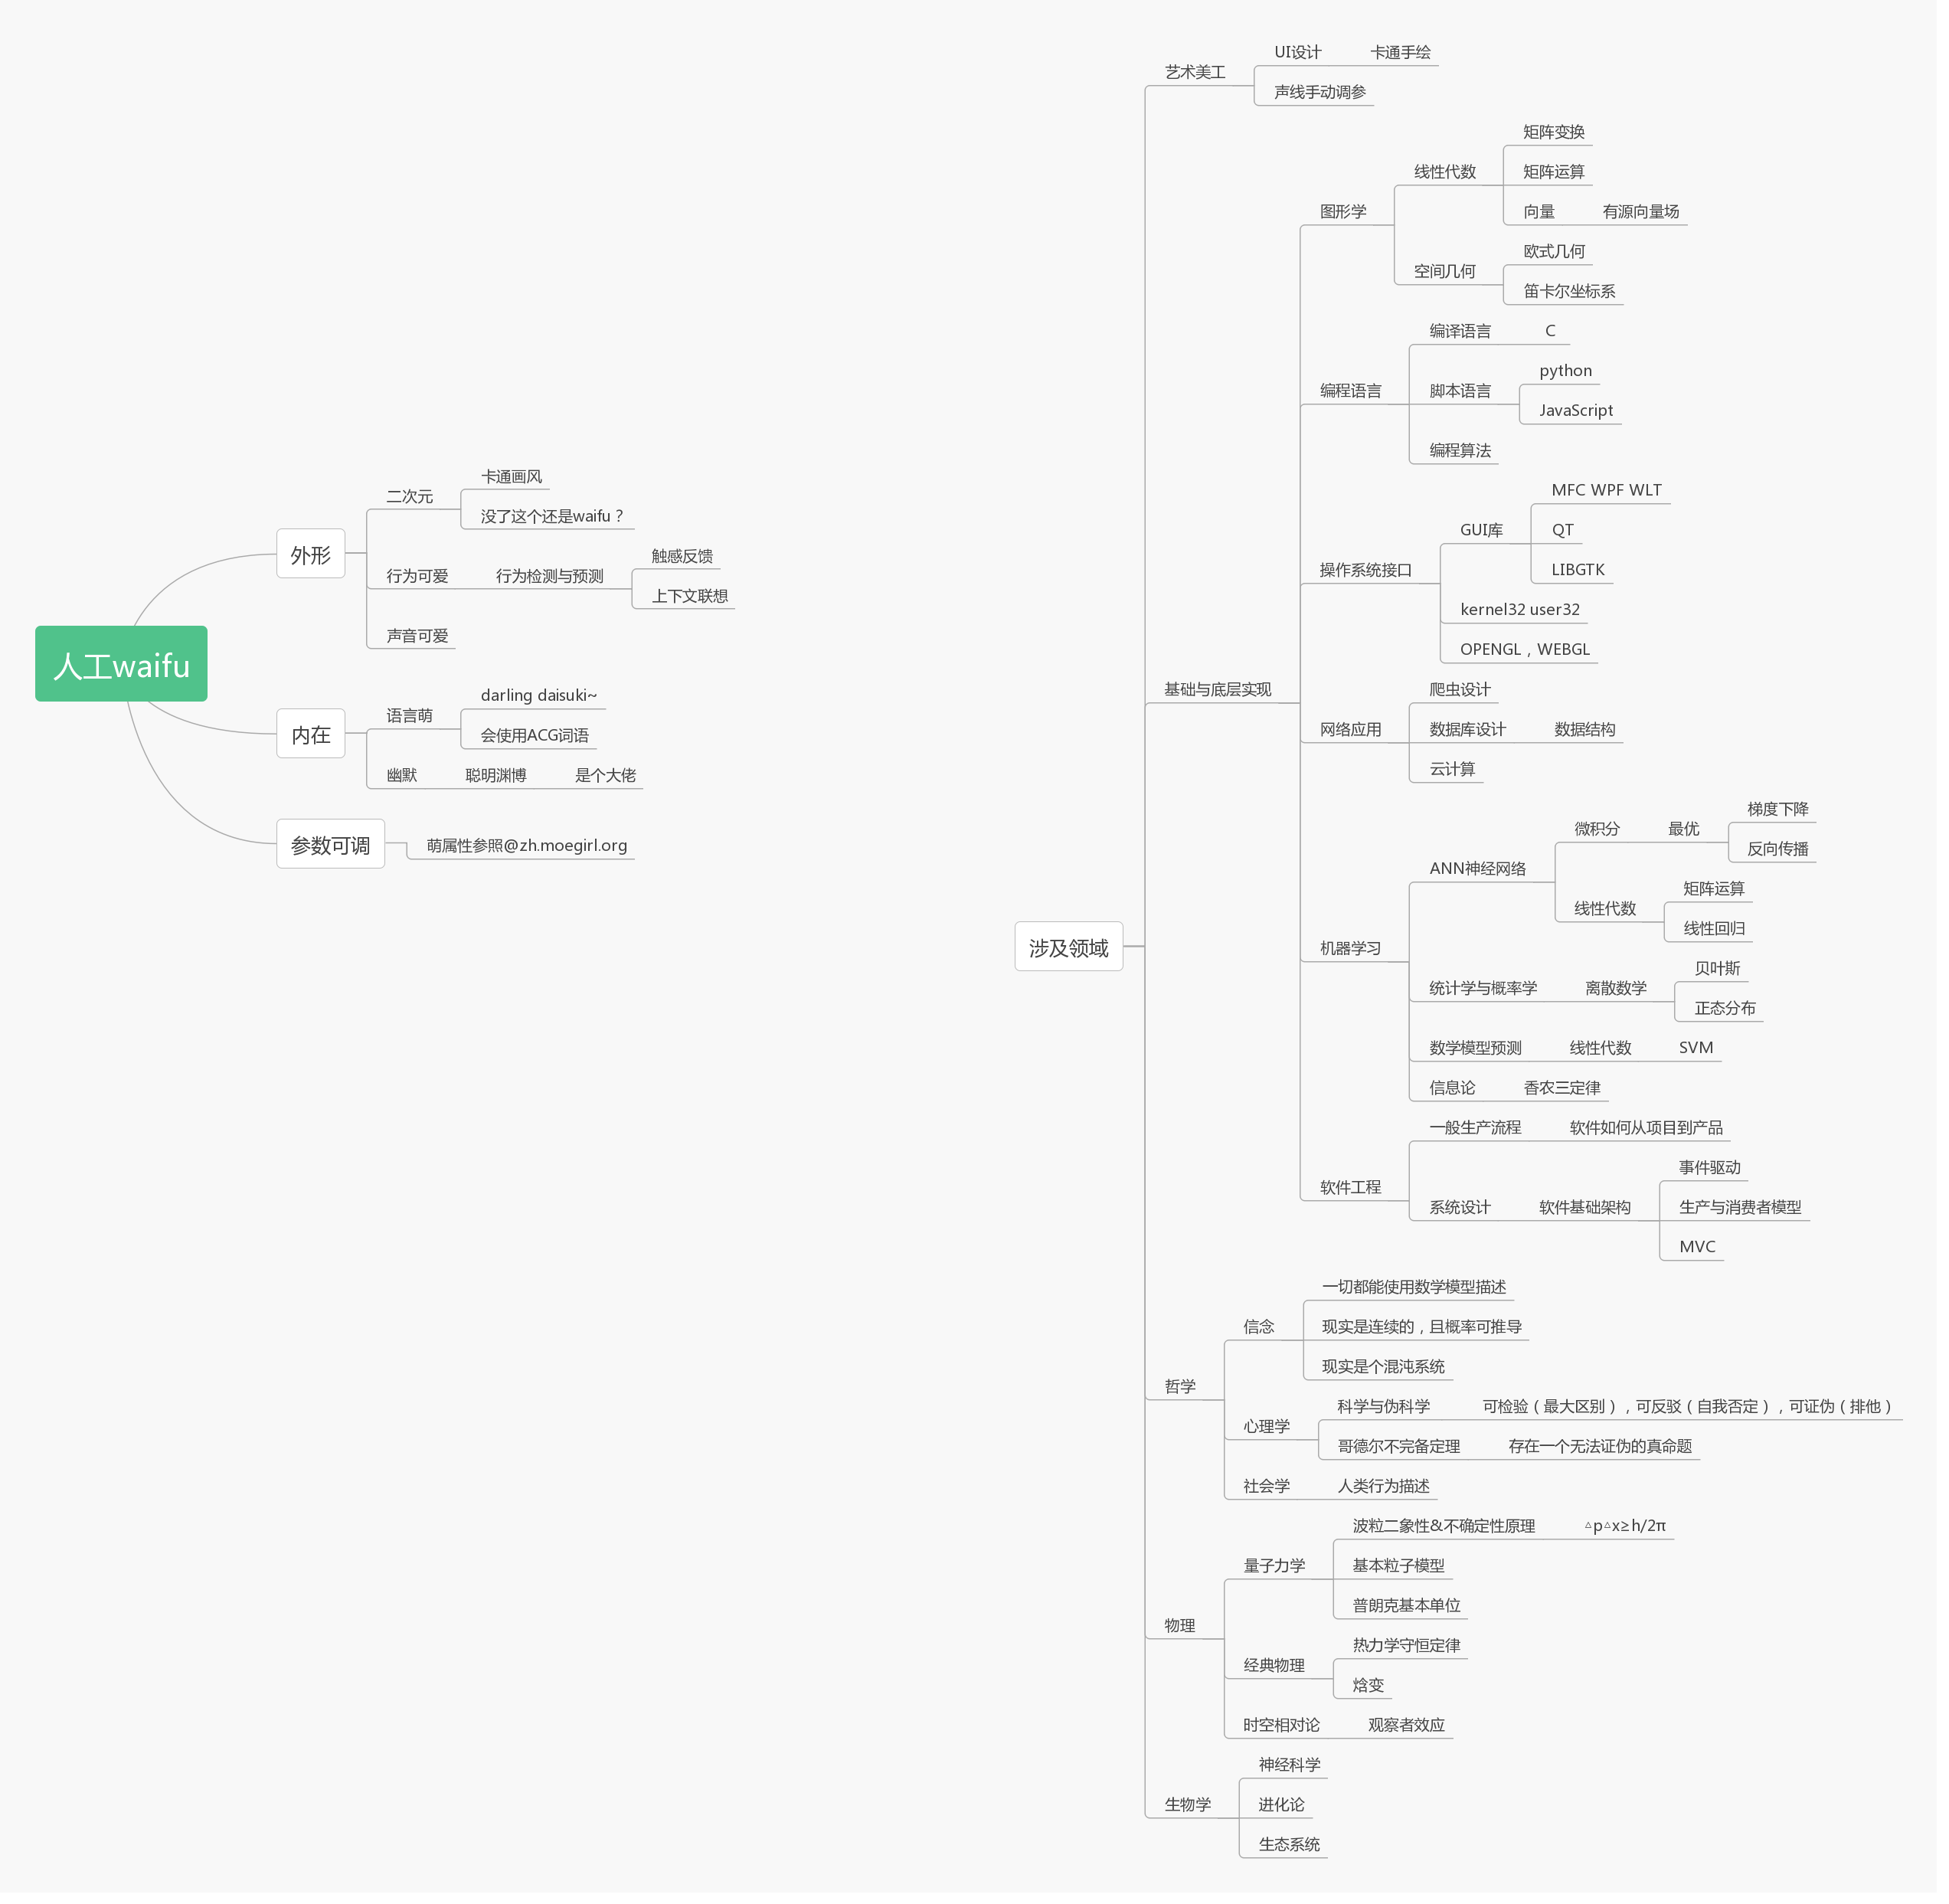 人工waifu
外形
二次元
卡通画风
没了这个还是waifu？
行为可爱
行为检测与预测
触感反馈
上下文联想
声音可爱
内在
语言萌
darling daisuki~
会使用ACG词语
幽默
聪明渊博
是个大佬
参数可调
萌属性参照@zh.moegirl.org
涉及领域
艺术美工
UI设计
卡通手绘
声线手动调参
基础与底层实现
图形学
线性代数
矩阵变换
矩阵运算
向量
有源向量场
空间几何
欧式几何
笛卡尔坐标系
编程语言
编译语言
C
脚本语言
python
JavaScript
编程算法
操作系统接口
GUI库
MFC WPF WLT
QT
LIBGTK
kernel32 user32
OPENGL，WEBGL
网络应用
爬虫设计
数据库设计
数据结构
云计算
机器学习
ANN神经网络
微积分
最优
梯度下降
反向传播
线性代数
矩阵运算
线性回归
统计学与概率学
离散数学
贝叶斯
正态分布
数学模型预测
线性代数
SVM
信息论
香农三定律
软件工程
一般生产流程
软件如何从项目到产品
系统设计
软件基础架构
事件驱动
生产与消费者模型
MVC
哲学
信念
一切都能使用数学模型描述
现实是连续的，且概率可推导
现实是个混沌系统
心理学
科学与伪科学
可检验（最大区别），可反驳（自我否定），可证伪（排他）
哥德尔不完备定理
存在一个无法证伪的真命题
社会学
人类行为描述
物理
量子力学
波粒二象性&不确定性原理
△p△x≥h/2π
基本粒子模型
普朗克基本单位
经典物理
热力学守恒定律
焓变
时空相对论
观察者效应
生物学
神经科学
进化论
生态系统